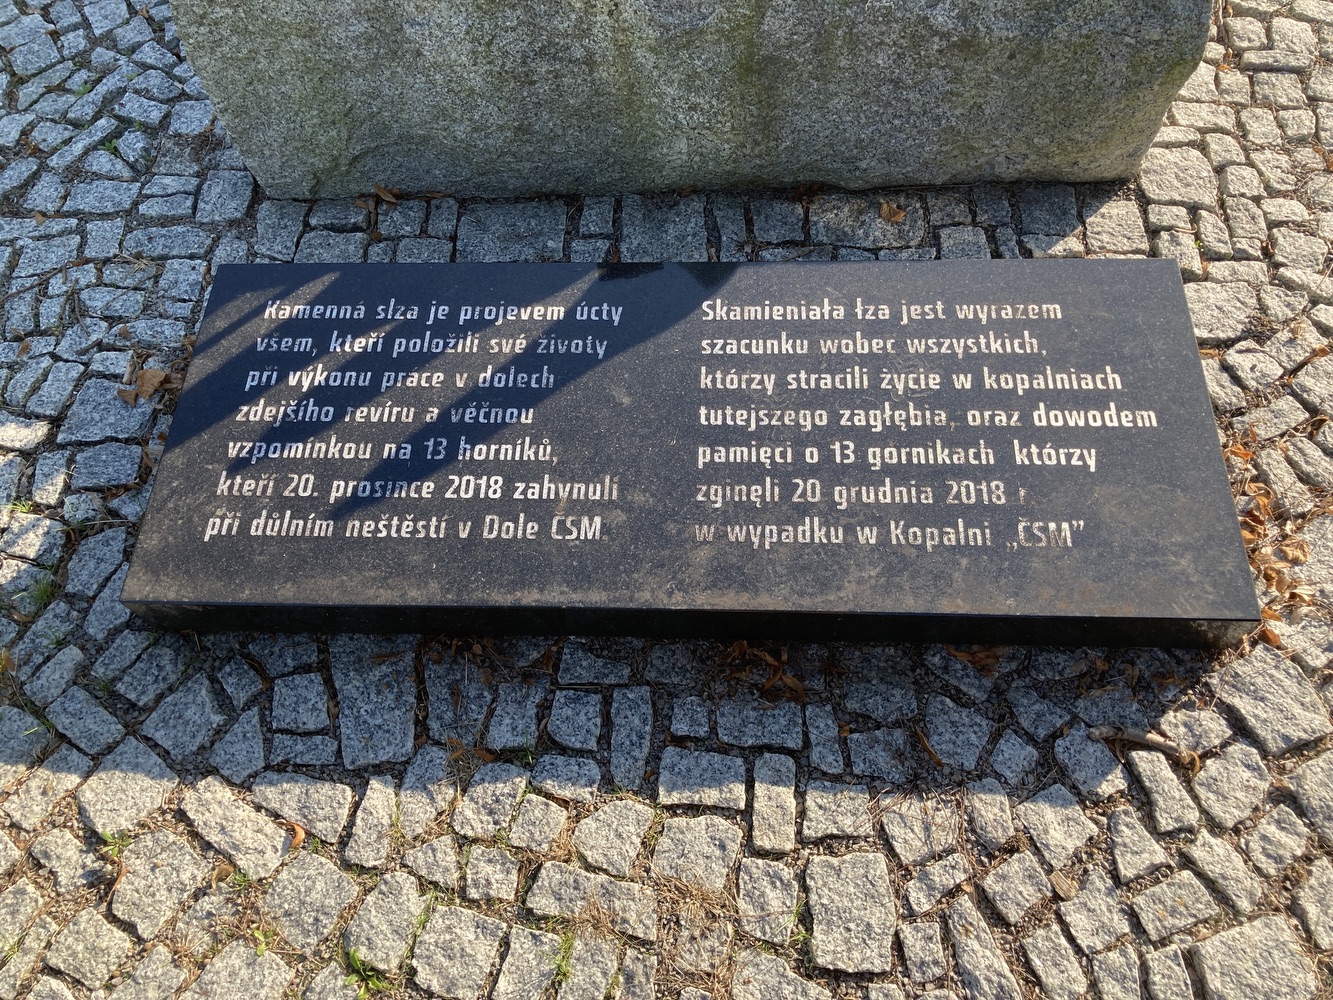 Kamenná slza je projevem úcty
všem, kteří položili své životy
při výkonu práce v dolech
zdejšího revíru a věčnou
vzpomínkou na 13 horníků,
kteří 20. prosince 2018 zahynuli
při důlním neštěstí v Dole ČSM.
Skamieniała łza jest wyrazem
szacunku wobec wszystkich,
którzy stracili życie w kopalniach
tutejszego zagłębia, oraz dowodem
pamięci o 13 górnikach którzy
zginęli 20 grudnia 2018 r.
w wypadku w Kopalni „ČSM”